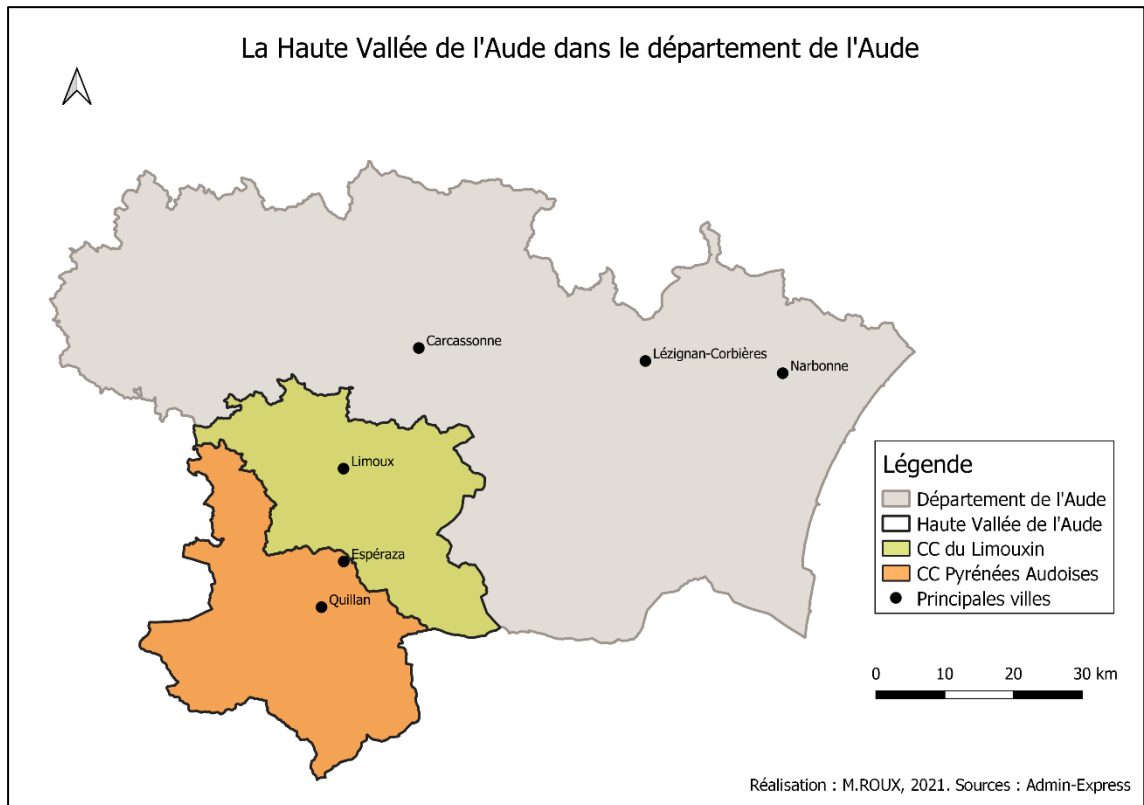 La Haute Vallée de l'Aude dans le département de l'Aude
Carcassonne
Lézignan-Corbières
Narbonne
Limoux
Espéraza
Quillan
Légende
Département de l'Aude
Haute Vallée de l'Aude
CC du Limouxin
CC Pyrénées Audoises
Principales villes
0 10 20 30 km
Réalisation : M.ROUX, 2021. Sources : Admin-Express